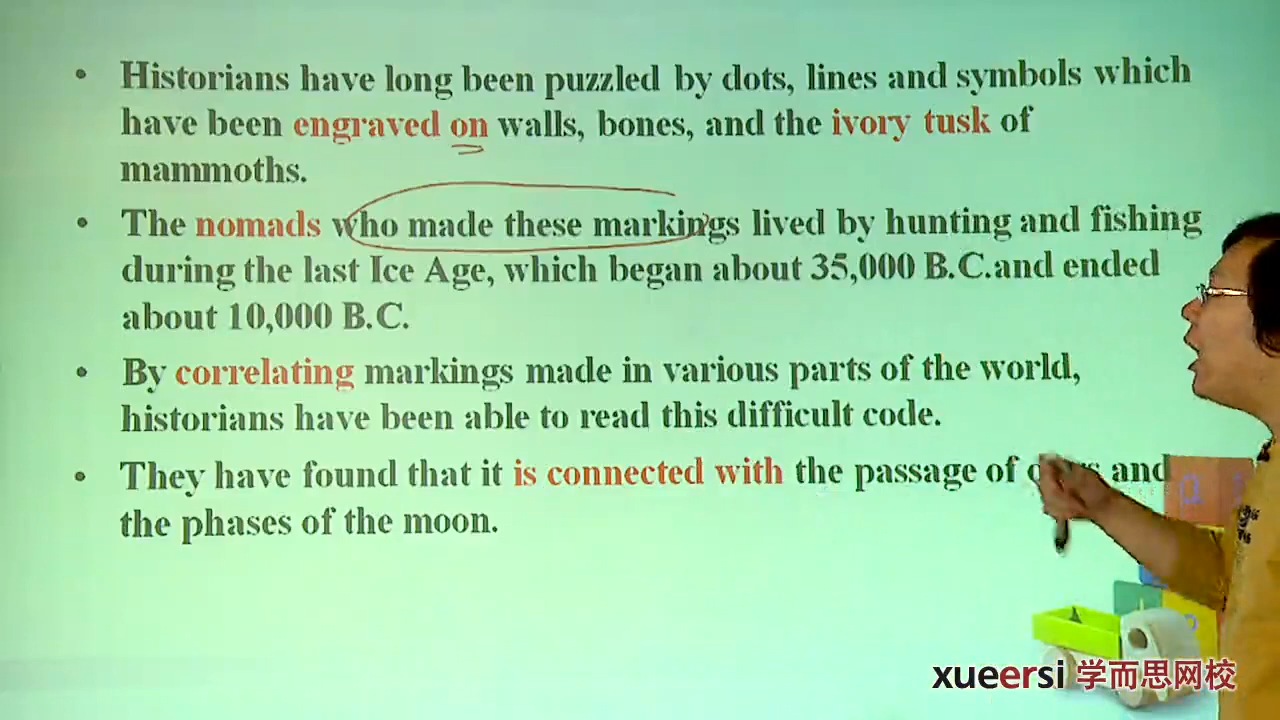 • Historians have long been puzzled by dots, lines and symbols which
have been engraved on walls, bones, and the ivory tusk of
mammoths.
• The nomads who made these markings lived by hunting and fishing
during the last Ice Age, which began about 35,000 B.C.and ended
about 10,000 B.C.
• By correlating markings made in various parts of the world,
historians have been able to read this difficult code.
• They have found that it is connected with the passage of and
the phases of the moon.
xueersi 学而思网校